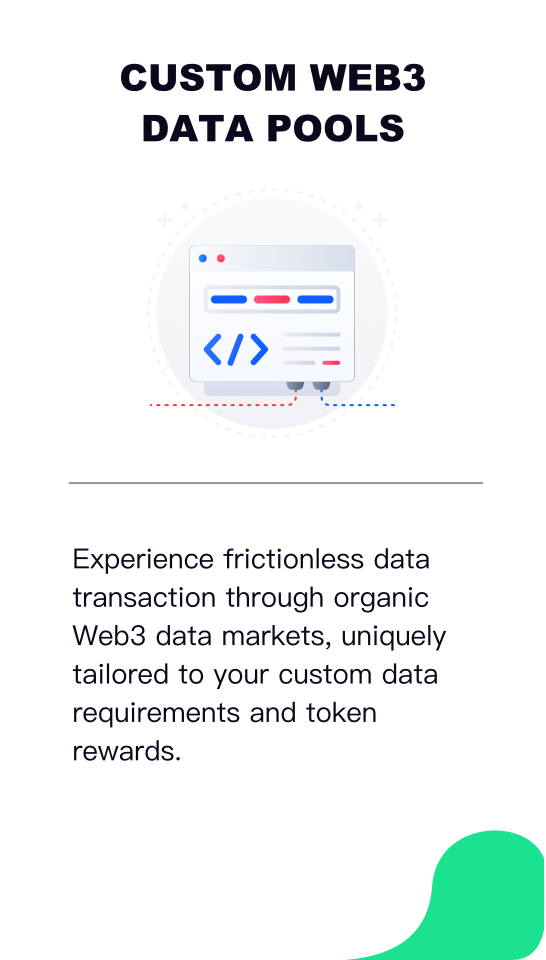 CUSTOM WEB3
DATA POOLS
</>
Experience frictionless data
transaction through organic
Web3 data markets, uniquely
tailored to your custom data
requirements and token
rewards.